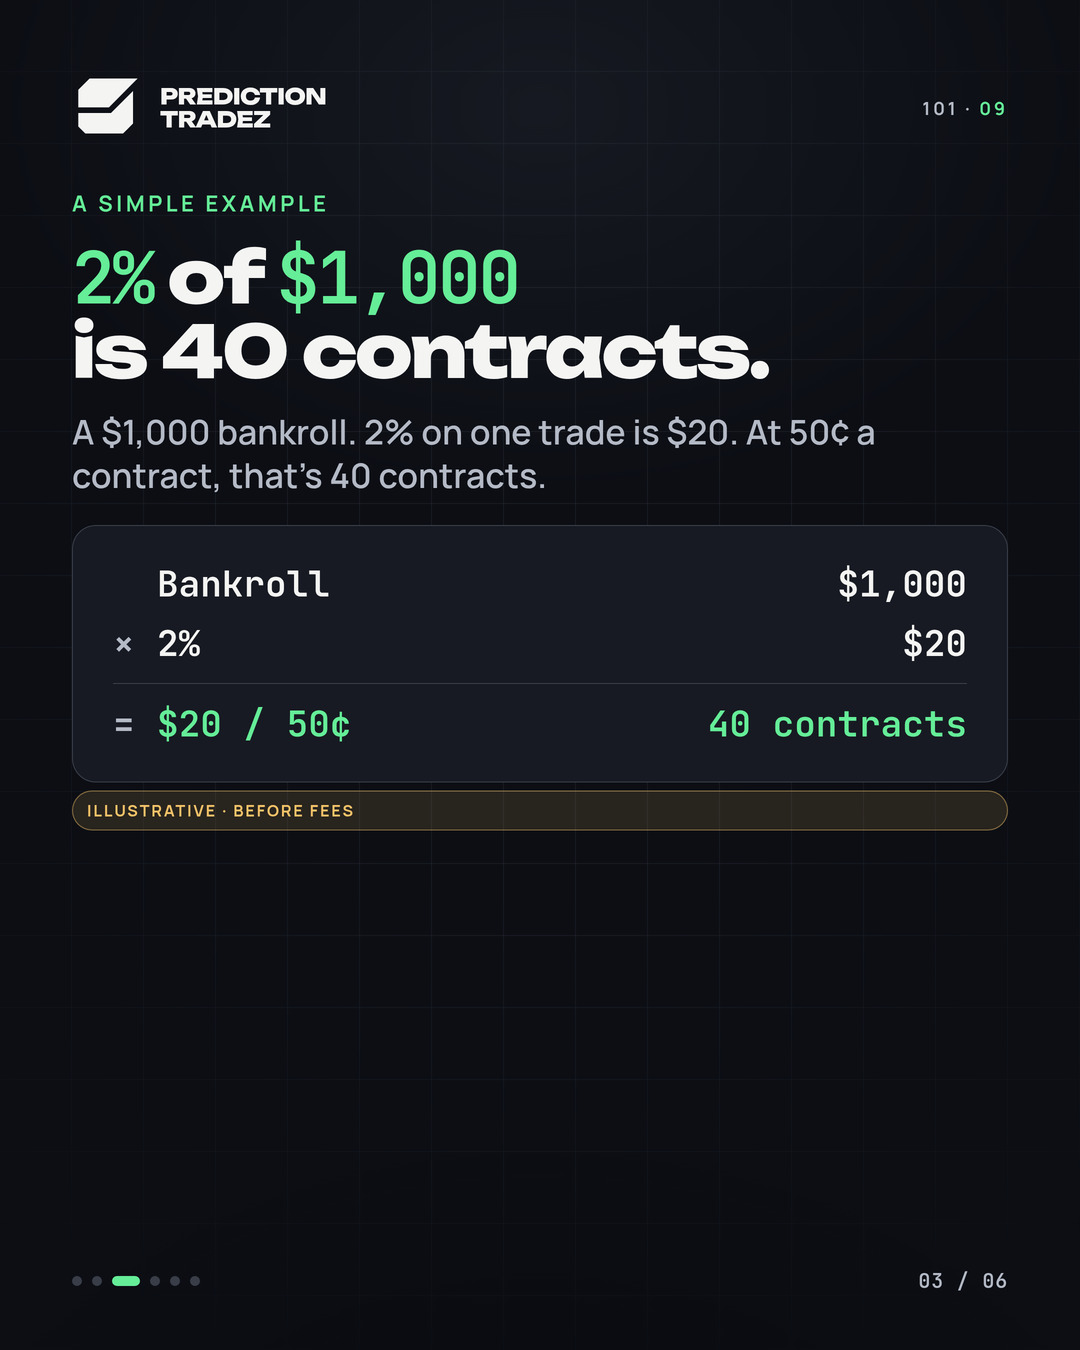 PREDICTION
TRADEZ
101 · 09
A SIMPLE EXAMPLE
2% of $1,000
is 40 contracts.
A $1,000 bankroll. 2% on one trade is $20. At 50¢ a
contract, that’s 40 contracts.
Bankroll $1,000
× 2% $20
= $20 / 50¢ 40 contracts
ILLUSTRATIVE · BEFORE FEES
03 / 06